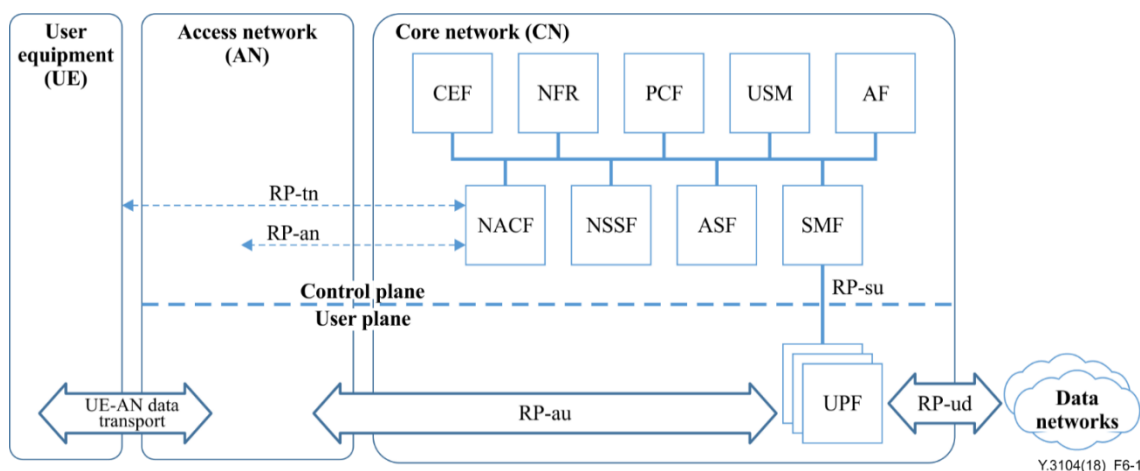 User
equipment
(UE)
Access network
(AN)
Core network (CN)
CEF
NFR
PCF
USM
AF
RP-tn
RP-an
NACF
NSSF
ASF
SMF
Control plane
User plane
RP-su
UE-AN data
transport
RP-au
UPF
RP-ud
Data
networks
Y.3104(18)_F6-1